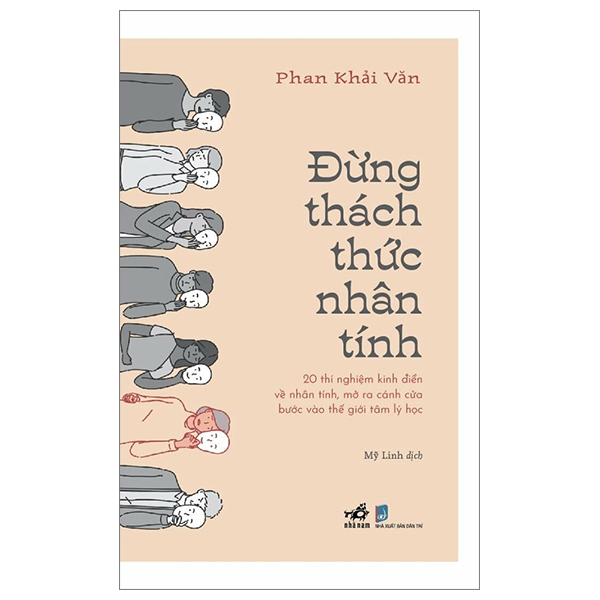 Phan Khải Văn
Đừng
thách
thức
nhân
tính
20 thí nghiệm kinh điển
về nhân tính, mở ra cánh cửa
bước vào thế giới tâm lý học
Mỹ Linh dịch
nhã nam
NHÀ XUẤT BẢN DÂN TRÍ